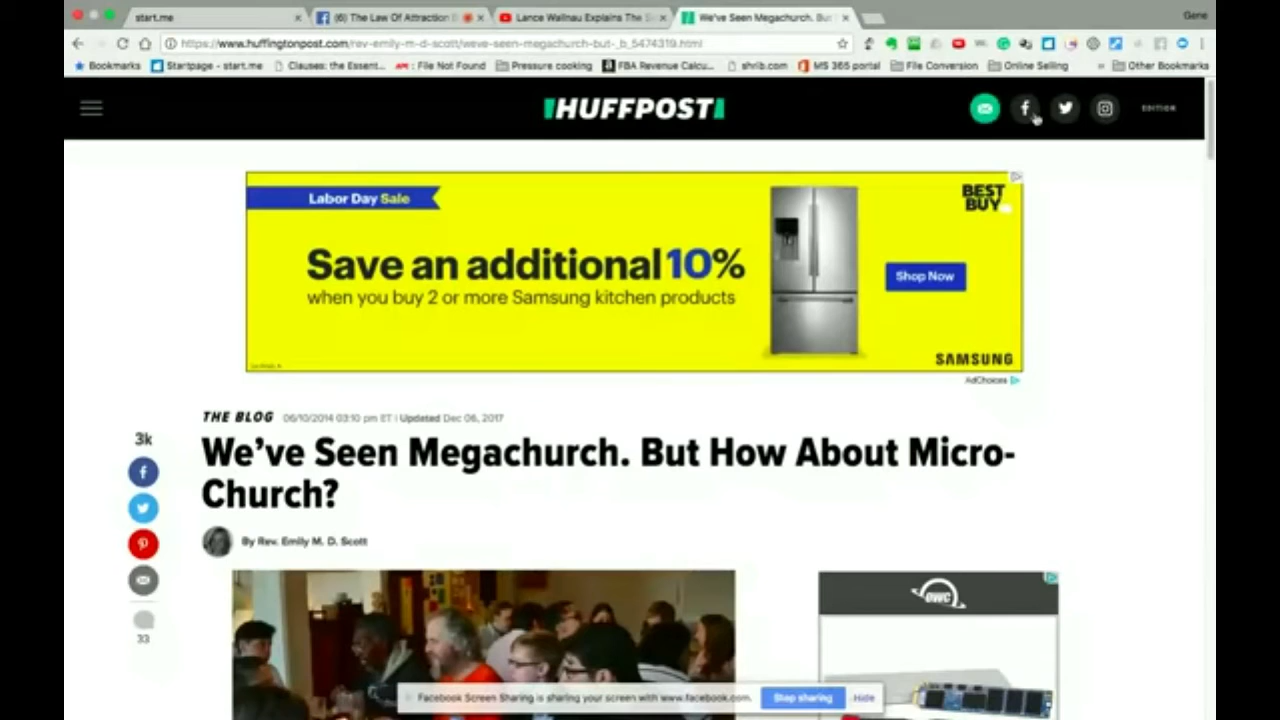 start.me
(6) The Law Of Attraction
Lance Wallnau Explains The
We've Seen Megachurch. But
Gene
https://www.huffingtonpost.com/rev-emily-m-d-scott/weve-seen-megachurch-but-_b_5474319.html
Bookmarks
Startpage - start.me
Clauses: the Essent...
: File Not Found
Pressure cooking
FBA Revenue Calcu...
shrib.com
MS 365 portal
File Conversion
Online Selling
»
Other Bookmarks
HUFFPOST
EDITION
Labor Day Sale
BEST
BUY
Save an additional 10%
when you buy 2 or more Samsung kitchen products
Shop Now
SAMSUNG
AdChoices
THE BLOG 06/10/2014 03:10 pm ET | Updated Dec 06, 2017
3k
We've Seen Megachurch. But How About Micro-
Church?
By Rev. Emily M. D. Scott
OWC
33
Facebook Screen Sharing is sharing your screen with www.facebook.com.
Stop sharing
Hide